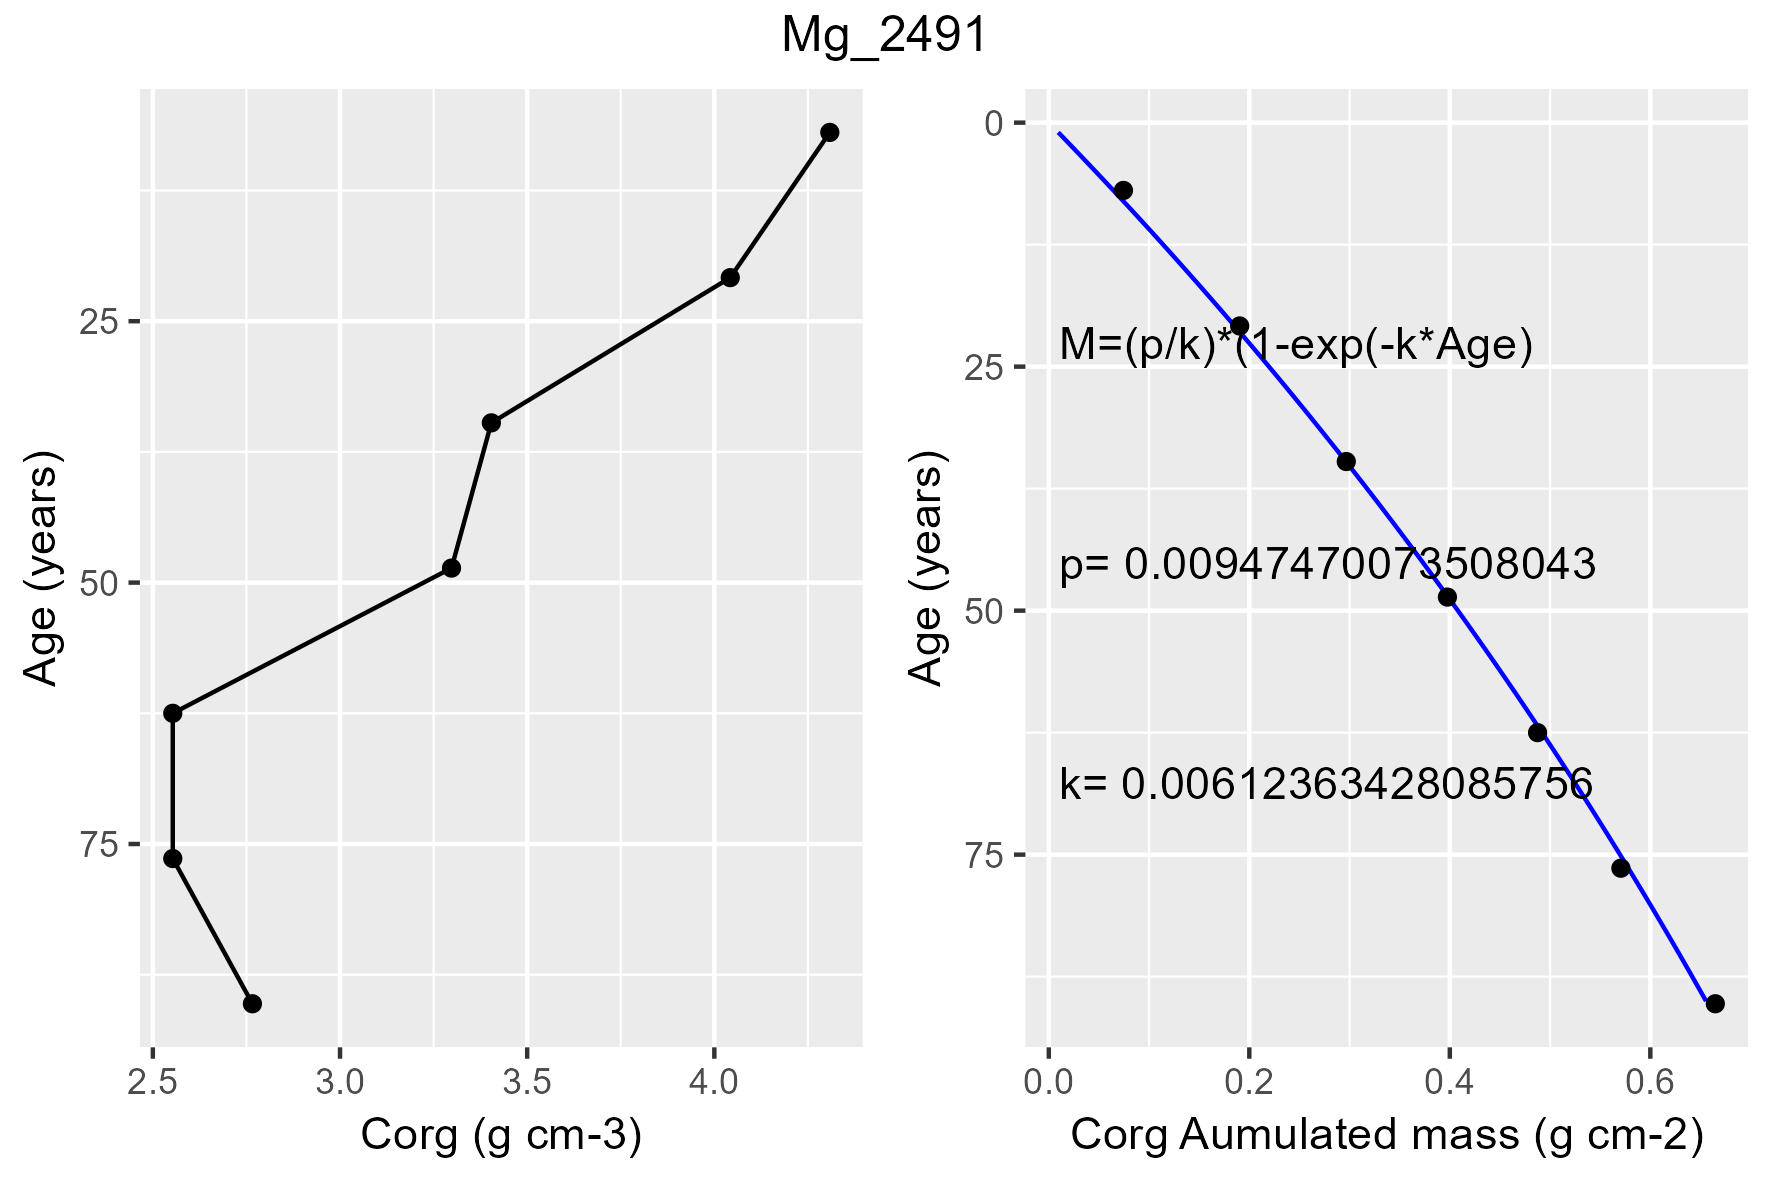 Mg_2491
Age (years)
25
50
75
2.5 3.0 3.5 4.0
Corg (g cm-3)
Age (years)
0
25
50
75
M=(p/k)*(1-exp(-k*Age)
p= 0.00947470073508043
k= 0.00612363428085756
0.0 0.2 0.4 0.6
Corg Aumulated mass (g cm-2)